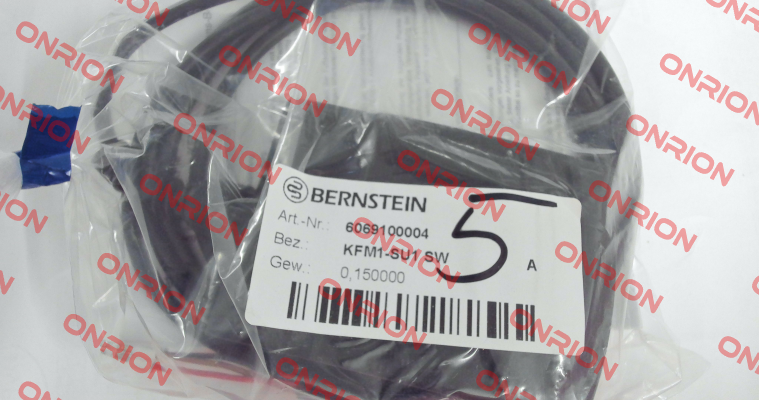 BERNSTEIN
Art.-Nr.: 6069100004
Bez.: KFM1-SU1 SW
Gew.: 0,150000
5
A
ONRION